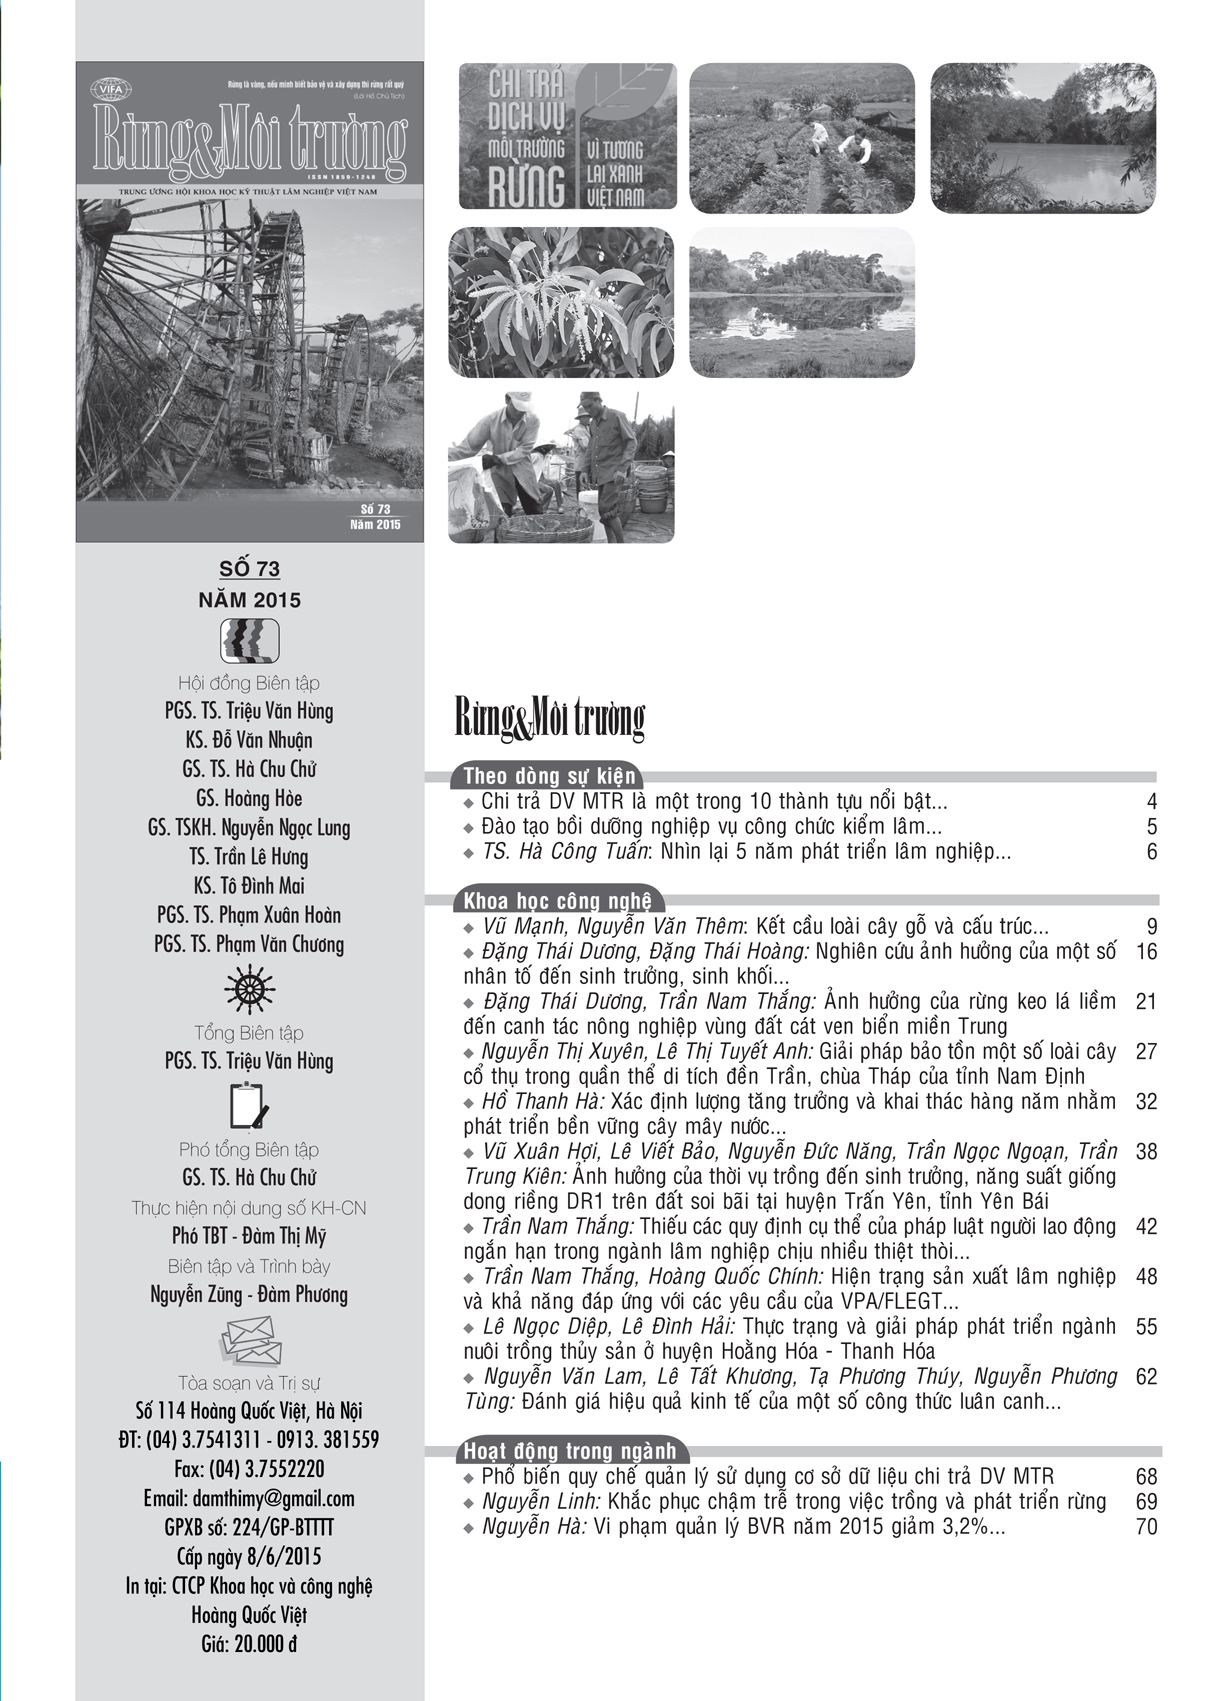 VIFA
Rừng là vàng, nếu mình biết bảo vệ và xây dựng thì rừng rất quý
(Lời Hồ Chủ Tịch)
Rừng&Môi trường
ISSN 1859-1248
TRUNG ƯƠNG HỘI KHOA HỌC KỸ THUẬT LÂM NGHIỆP VIỆT NAM
Số 73
Năm 2015
SỐ 73
NĂM 2015
Hội đồng Biên tập
PGS. TS. Triệu Văn Hùng
KS. Đỗ Văn Nhuận
GS. TS. Hà Chu Chử
GS. Hoàng Hòe
GS. TSKH. Nguyễn Ngọc Lung
TS. Trần Lê Hưng
KS. Tô Đình Mai
PGS. TS. Phạm Xuân Hoàn
PGS. TS. Phạm Văn Chương
Tổng Biên tập
PGS. TS. Triệu Văn Hùng
Phó tổng Biên tập
GS. TS. Hà Chu Chử
Thực hiện nội dung số KH-CN
Phó TBT - Đàm Thị Mỹ
Biên tập và Trình bày
Nguyễn Zũng - Đàm Phương
Tòa soạn và Trị sự
Số 114 Hoàng Quốc Việt, Hà Nội
ĐT: (04) 3.7541311 - 0913. 381559
Fax: (04) 3.7552220
Email: damthimy@gmail.com
GPXB số: 224/GP-BTTTT
Cấp ngày 8/6/2015
In tại: CTCP Khoa học và công nghệ
Hoàng Quốc Việt
Giá: 20.000 đ
CHI TRẢ
DỊCH VỤ
MÔI TRƯỜNG
RỪNG
VÌ TƯƠNG
LAI XANH
VIỆT NAM
Rừng&Môi trường
Theo dòng sự kiện
◆ Chi trả DV MTR là một trong 10 thành tựu nổi bật... 4
◆ Đào tạo bồi dưỡng nghiệp vụ công chức kiểm lâm... 5
◆ TS. Hà Công Tuấn: Nhìn lại 5 năm phát triển lâm nghiệp... 6
Khoa học công nghệ
◆ Vũ Mạnh, Nguyễn Văn Thêm: Kết cầu loài cây gỗ và cấu trúc... 9
◆ Đặng Thái Dương, Đặng Thái Hoàng: Nghiên cứu ảnh hưởng của một số 16
nhân tố đến sinh trưởng, sinh khối...
◆ Đặng Thái Dương, Trần Nam Thắng: Ảnh hưởng của rừng keo lá liềm 21
đến canh tác nông nghiệp vùng đất cát ven biển miền Trung
◆ Nguyễn Thị Xuyên, Lê Thị Tuyết Anh: Giải pháp bảo tồn một số loài cây 27
cổ thụ trong quần thể di tích đền Trần, chùa Tháp của tỉnh Nam Định
◆ Hồ Thanh Hà: Xác định lượng tăng trưởng và khai thác hàng năm nhằm 32
phát triển bền vững cây mây nước...
◆ Vũ Xuân Hợi, Lê Viết Bảo, Nguyễn Đức Năng, Trần Ngọc Ngoạn, Trần 38
Trung Kiên: Ảnh hưởng của thời vụ trồng đến sinh trưởng, năng suất giống
dong riềng DR1 trên đất soi bãi tại huyện Trấn Yên, tỉnh Yên Bái
◆ Trần Nam Thắng: Thiếu các quy định cụ thể của pháp luật người lao động 42
ngắn hạn trong ngành lâm nghiệp chịu nhiều thiệt thòi...
◆ Trần Nam Thắng, Hoàng Quốc Chính: Hiện trạng sản xuất lâm nghiệp 48
và khả năng đáp ứng với các yêu cầu của VPA/FLEGT...
◆ Lê Ngọc Diệp, Lê Đình Hải: Thực trạng và giải pháp phát triển ngành 55
nuôi trồng thủy sản ở huyện Hoằng Hóa - Thanh Hóa
◆ Nguyễn Văn Lam, Lê Tất Khương, Tạ Phương Thúy, Nguyễn Phương 62
Tùng: Đánh giá hiệu quả kinh tế của một số công thức luân canh...
Hoạt động trong ngành
◆ Phổ biến quy chế quản lý sử dụng cơ sở dữ liệu chi trả DV MTR 68
◆ Nguyễn Linh: Khắc phục chậm trễ trong việc trồng và phát triển rừng 69
◆ Nguyễn Hà: Vi phạm quản lý BVR năm 2015 giảm 3,2%... 70